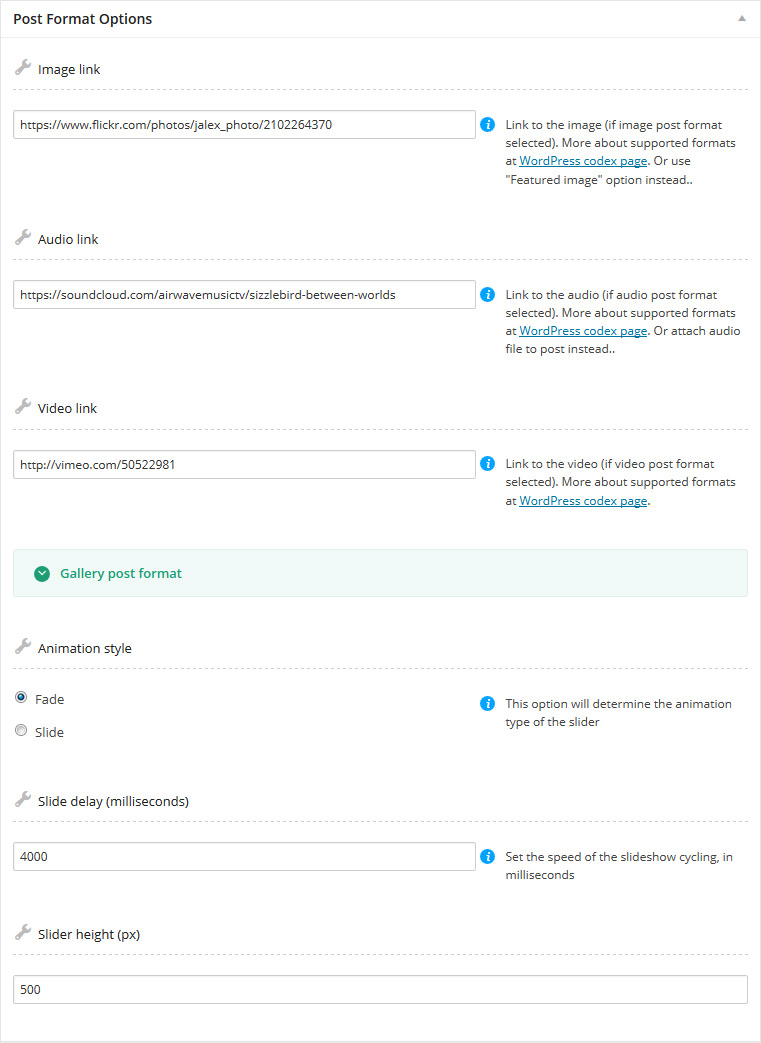 Post Format Options
Image link
https://www.flickr.com/photos/jalex_photo/2102264370
Link to the image (if image post format
selected). More about supported formats
at WordPress codex page. Or use
"Featured image" option instead..
Audio link
https://soundcloud.com/airwavemusictv/sizzlebird-between-worlds
Link to the audio (if audio post format
selected). More about supported formats
at WordPress codex page. Or attach audio
file to post instead..
Video link
http://vimeo.com/50522981
Link to the video (if video post format
selected). More about supported formats
at WordPress codex page.
Gallery post format
Animation style
Fade
This option will determine the animation
type of the slider
Slide
Slide delay (milliseconds)
4000
Set the speed of the slideshow cycling, in
milliseconds
Slider height (px)
500